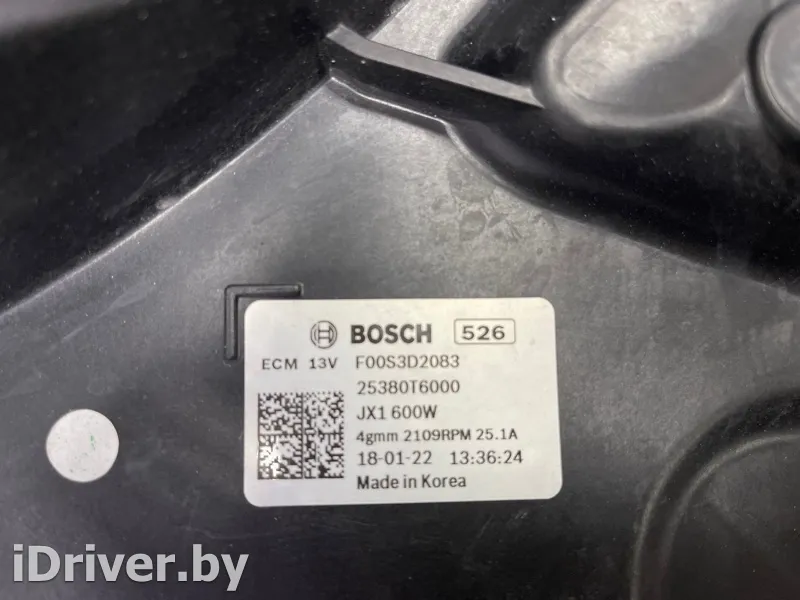 BOSCH 526
ECM 13V F00S3D2083
25380T6000
JX1 600W
4gmm 2109RPM 25.1A
18-01-22 13:36:24
Made in Korea
iDriver.by